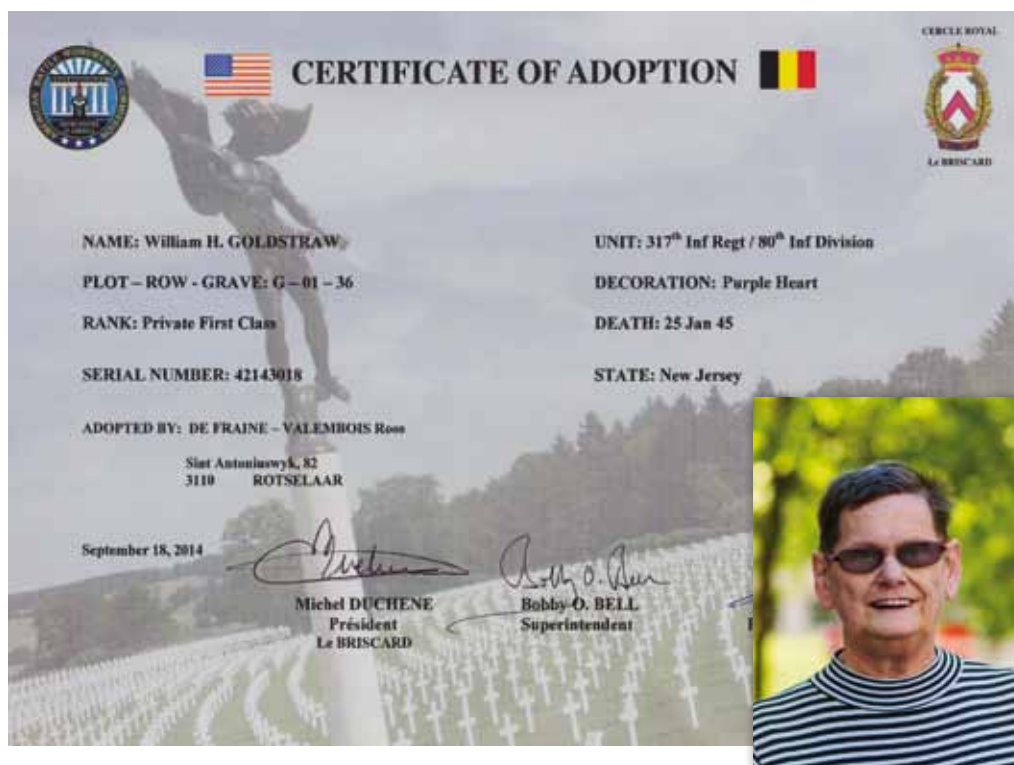 CERCLE ROYAL
CERTIFICATE OF ADOPTION
Le BRISCARD
NAME: William H. GOLDSTRAW
UNIT: 317th Inf Regt / 80th Inf Division
PLOT – ROW - GRAVE: G – 01 – 36
DECORATION: Purple Heart
RANK: Private First Class
DEATH: 25 Jan 45
SERIAL NUMBER: 42143018
STATE: New Jersey
ADOPTED BY: DE FRAINE – VALEMBOIS Roos
Sint Antoniuswyk, 82
3110 ROTSELAAR
September 18, 2014
Michel DUCHENE
Président
Le BRISCARD
Bobby O. Bell
Bobby O. BELL
Superintendent